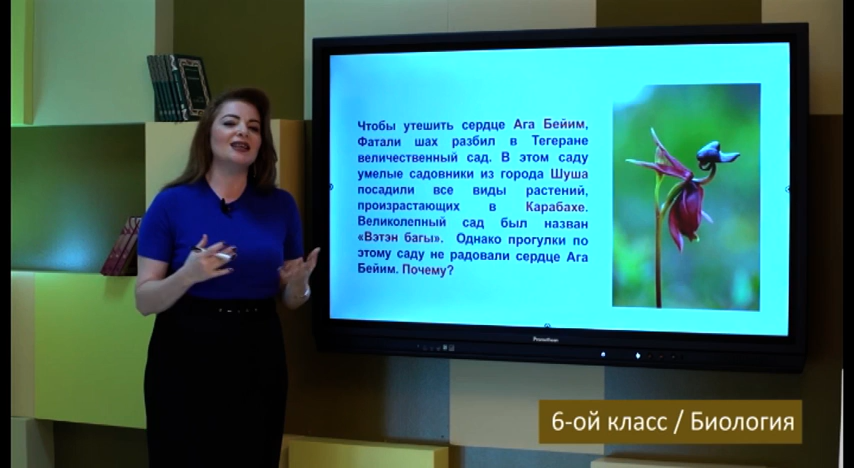 Чтобы утешить сердце Ага Бейим,
Фатали шах разбил в Тегеране
величественный сад. В этом саду
умелые садовники из города Шуша
посадили все виды растений,
произрастающих в Карабахе.
Великолепный сад был назван
«Вэтэн багы». Однако прогулки по
этому саду не радовали сердце Ага
Бейим. Почему?
Promethean
6-ой класс / Биология